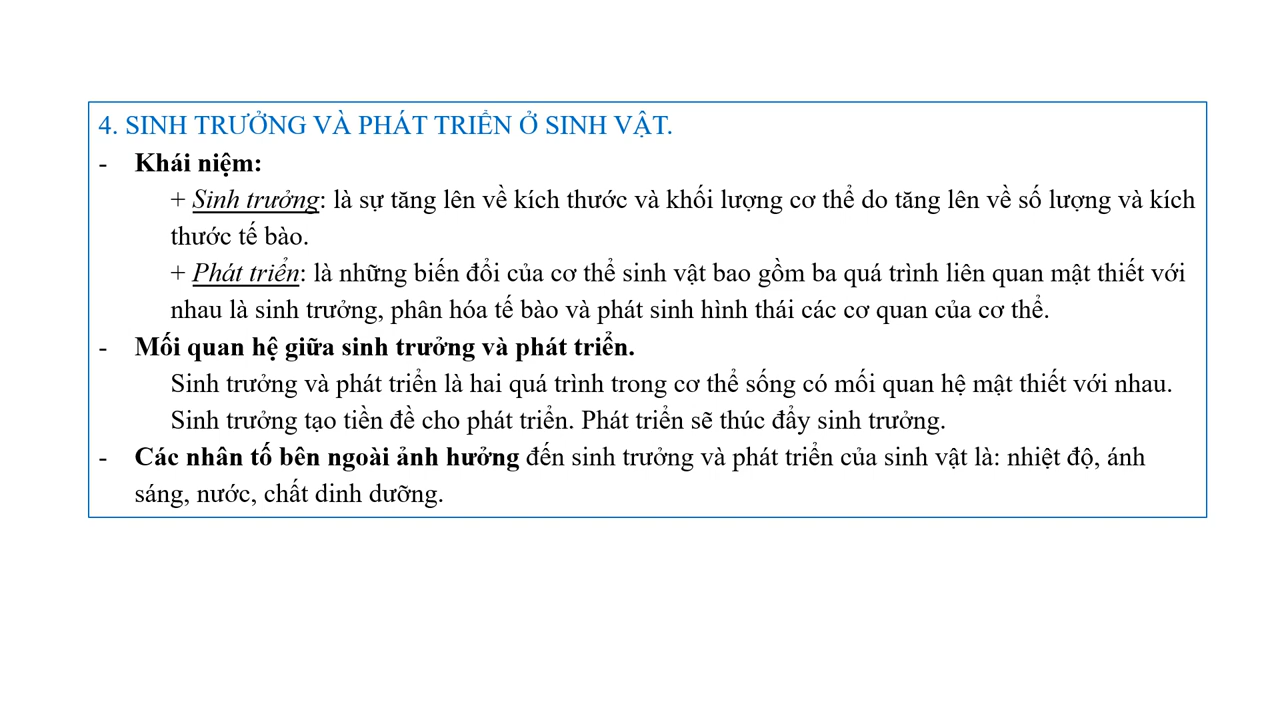 4. SINH TRƯỞNG VÀ PHÁT TRIỂN Ở SINH VẬT.
- Khái niệm:
+ Sinh trưởng: là sự tăng lên về kích thước và khối lượng cơ thể do tăng lên về số lượng và kích
thước tế bào.
+ Phát triển: là những biến đổi của cơ thể sinh vật bao gồm ba quá trình liên quan mật thiết với
nhau là sinh trưởng, phân hóa tế bào và phát sinh hình thái các cơ quan của cơ thể.
- Mối quan hệ giữa sinh trưởng và phát triển.
Sinh trưởng và phát triển là hai quá trình trong cơ thể sống có mối quan hệ mật thiết với nhau.
Sinh trưởng tạo tiền đề cho phát triển. Phát triển sẽ thúc đẩy sinh trưởng.
- Các nhân tố bên ngoài ảnh hưởng đến sinh trưởng và phát triển của sinh vật là: nhiệt độ, ánh
sáng, nước, chất dinh dưỡng.